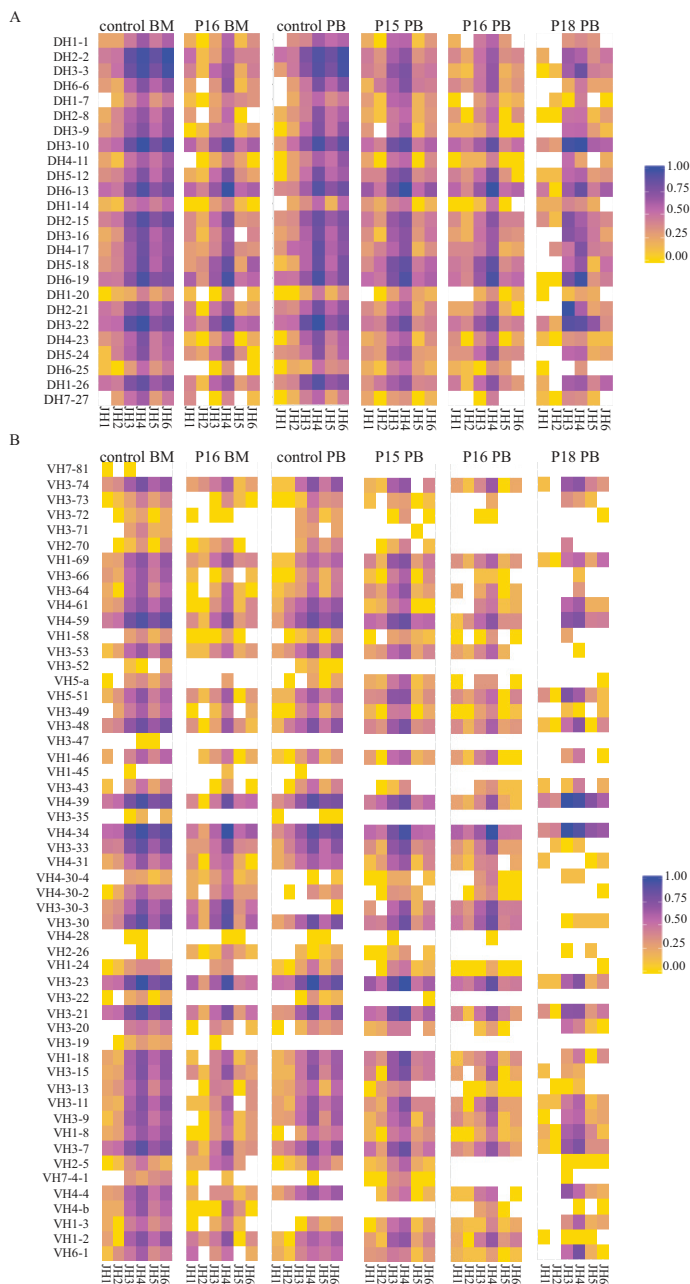 A
control BM P16 BM control PB P15 PB P16 PB P18 PB
DH1-1
DH2-2
DH3-3
DH6-6
DH1-7
DH2-8
DH3-9
DH3-10
DH4-11
DH5-12
DH6-13
DH1-14
DH2-15
DH3-16
DH4-17
DH5-18
DH6-19
DH1-20
DH2-21
DH3-22
DH4-23
DH5-24
DH6-25
DH1-26
DH7-27
1.00
0.75
0.50
0.25
0.00
JH1 JH2 JH3 JH4 JH5 JH6 JH1 JH2 JH3 JH4 JH5 JH6 JH1 JH2 JH3 JH4 JH5 JH6 JH1 JH2 JH3 JH4 JH5 JH6 JH1 JH2 JH3 JH4 JH5 JH6 JH1 JH2 JH3 JH4 JH5 JH6
B
control BM P16 BM control PB P15 PB P16 PB P18 PB
VH7-81
VH3-74
VH3-73
VH3-72
VH3-71
VH2-70
VH1-69
VH3-66
VH3-64
VH4-61
VH4-59
VH1-58
VH3-53
VH3-52
VH5-a
VH5-51
VH3-49
VH3-48
VH3-47
VH1-46
VH1-45
VH3-43
VH4-39
VH3-35
VH4-34
VH3-33
VH4-31
VH4-30-4
VH4-30-2
VH3-30-3
VH3-30
VH4-28
VH2-26
VH1-24
VH3-23
VH3-22
VH3-21
VH3-20
VH3-19
VH1-18
VH3-15
VH3-13
VH3-11
VH3-9
VH1-8
VH3-7
VH2-5
VH7-4-1
VH4-4
VH4-b
VH1-3
VH1-2
VH6-1
1.00
0.75
0.50
0.25
0.00
JH1 JH2 JH3 JH4 JH5 JH6 JH1 JH2 JH3 JH4 JH5 JH6 JH1 JH2 JH3 JH4 JH5 JH6 JH1 JH2 JH3 JH4 JH5 JH6 JH1 JH2 JH3 JH4 JH5 JH6 JH1 JH2 JH3 JH4 JH5 JH6